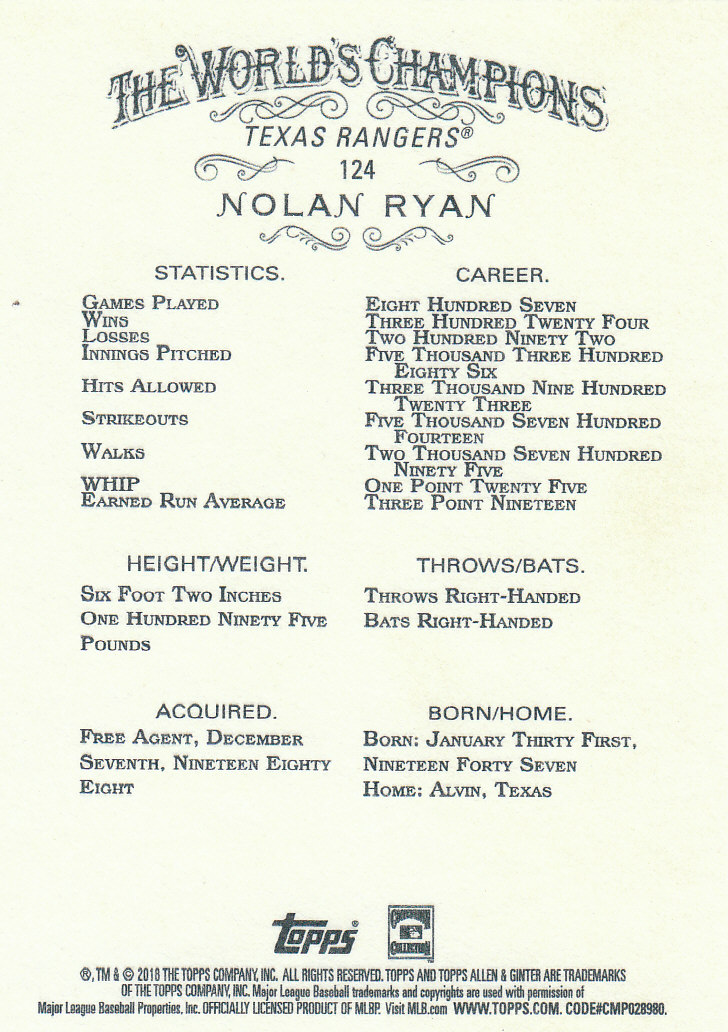 THE WORLD'S CHAMPIONS
TEXAS RANGERS®
124
NOLAN RYAN
STATISTICS. CAREER.
GAMES PLAYED EIGHT HUNDRED SEVEN
WINS THREE HUNDRED TWENTY FOUR
LOSSES TWO HUNDRED NINETY TWO
INNINGS PITCHED FIVE THOUSAND THREE HUNDRED
EIGHTY SIX
HITS ALLOWED THREE THOUSAND NINE HUNDRED
TWENTY THREE
STRIKEOUTS FIVE THOUSAND SEVEN HUNDRED
FOURTEEN
WALKS TWO THOUSAND SEVEN HUNDRED
NINETY FIVE
WHIP ONE POINT TWENTY FIVE
EARNED RUN AVERAGE THREE POINT NINETEEN
HEIGHT/WEIGHT.
SIX FOOT TWO INCHES
ONE HUNDRED NINETY FIVE
POUNDS
THROWS/BATS.
THROWS RIGHT-HANDED
BATS RIGHT-HANDED
ACQUIRED.
FREE AGENT, DECEMBER
SEVENTH, NINETEEN EIGHTY
EIGHT
BORN/HOME.
BORN: JANUARY THIRTY FIRST,
NINETEEN FORTY SEVEN
HOME: ALVIN, TEXAS
topps®
COOPERSTOWN
COLLECTION
®, TM & © 2018 THE TOPPS COMPANY, INC. ALL RIGHTS RESERVED. TOPPS AND TOPPS ALLEN & GINTER ARE TRADEMARKS
OF THE TOPPS COMPANY, INC. Major League Baseball trademarks and copyrights are used with permission of
Major League Baseball Properties, Inc. OFFICIALLY LICENSED PRODUCT OF MLBP. Visit MLB.com WWW.TOPPS.COM. CODE#CMP028980.